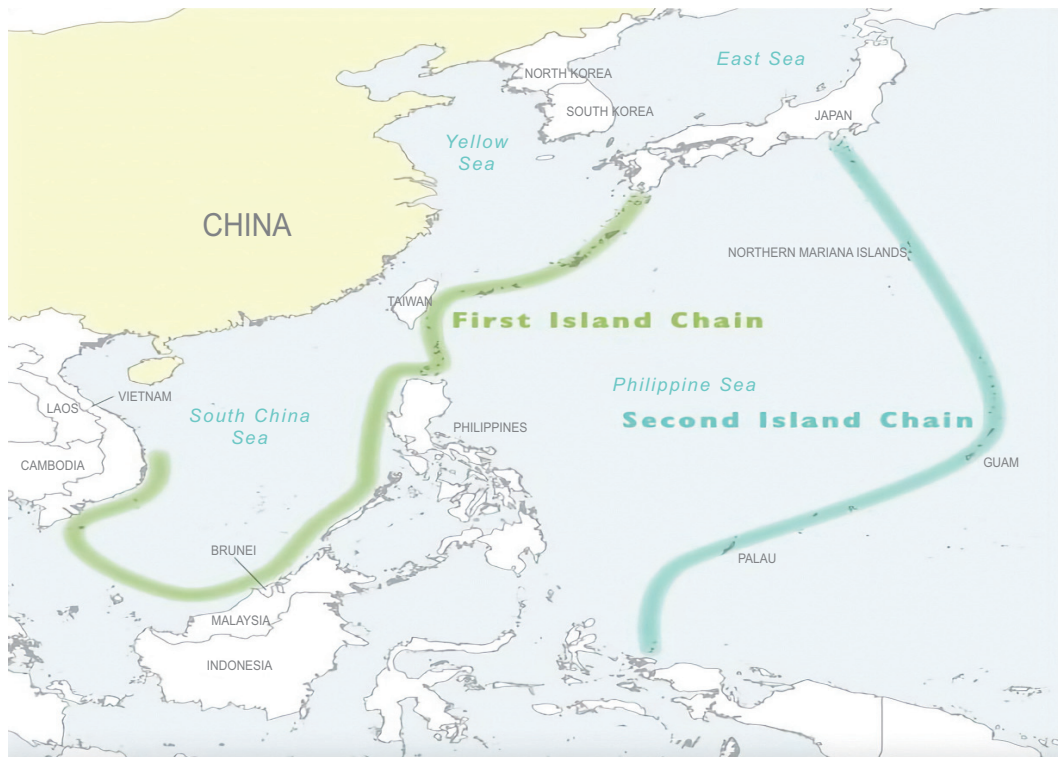 East Sea
NORTH KOREA
SOUTH KOREA
JAPAN
Yellow
Sea
CHINA
NORTHERN MARIANA ISLANDS
TAIWAN
First Island Chain
Philippine Sea
VIETNAM
LAOS
South China
Sea
Second Island Chain
PHILIPPINES
CAMBODIA
GUAM
BRUNEI
PALAU
MALAYSIA
INDONESIA